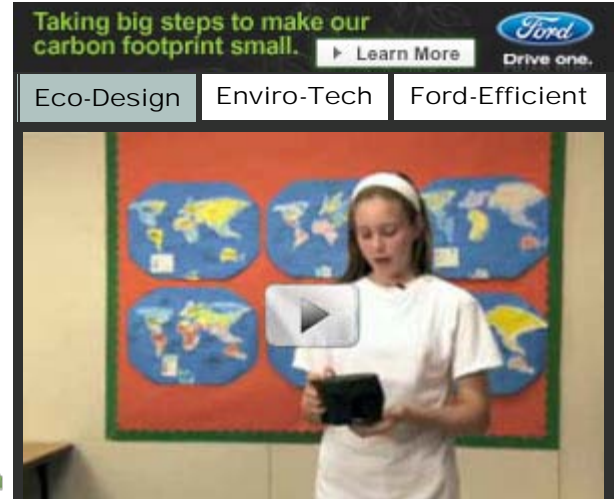 Taking big steps to make our
carbon footprint small.
Learn More
Ford
Drive one.
Eco-Design
Enviro-Tech
Ford-Efficient